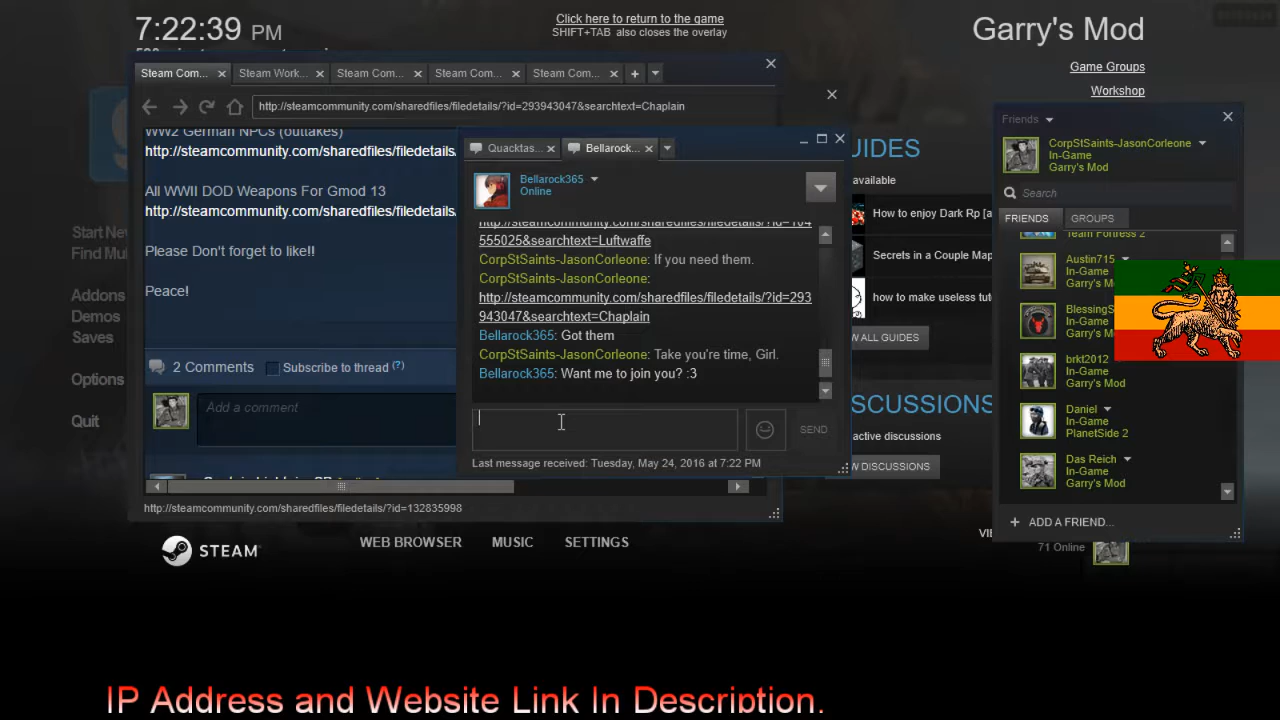 7:22:39 PM
Click here to return to the game
SHIFT+TAB also closes the overlay
Garry's Mod
Game Groups
Workshop
Steam Com...
Steam Work...
Steam Com...
Steam Com...
Steam Com...
http://steamcommunity.com/sharedfiles/filedetails/?id=293943047&searchtext=Chaplain
WW2 German NPCs (outtakes)
http://steamcommunity.com/sharedfiles/filedetails
All WWII DOD Weapons For Gmod 13
http://steamcommunity.com/sharedfiles/filedetails
Please Don't forget to like!!
Peace!
2 Comments
Subscribe to thread (?)
Add a comment
http://steamcommunity.com/sharedfiles/filedetails/?id=132835998
Quacktas...
Bellarock...
Bellarock365
Online
http://steamcommunity.com/sharedfiles/filedetails/?id=104
555025&searchtext=Luftwaffe
CorpStSaints-JasonCorleone: If you need them.
CorpStSaints-JasonCorleone:
http://steamcommunity.com/sharedfiles/filedetails/?id=293
943047&searchtext=Chaplain
Bellarock365: Got them
CorpStSaints-JasonCorleone: Take you're time, Girl.
Bellarock365: Want me to join you? :3
SEND
Last message received: Tuesday, May 24, 2016 at 7:22 PM
UIDES
available
How to enjoy Dark Rp [a
Secrets in a Couple Map
how to make useless tut
W ALL GUIDES
SCUSSIONS
active discussions
W DISCUSSIONS
VI
Friends
CorpStSaints-JasonCorleone
In-Game
Garry's Mod
Search
FRIENDS
GROUPS
Team Fortress 2
Austin715
In-Game
Garry's M
BlessingS
In-Game
Garry's M
brkt2012
In-Game
Garry's Mod
Daniel
In-Game
PlanetSide 2
Das Reich
In-Game
Garry's Mod
+ ADD A FRIEND...
71 Online
Start New
Find Mu
Addons
Demos
Saves
Options
Quit
STEAM
WEB BROWSER
MUSIC
SETTINGS
IP Address and Website Link In Description.